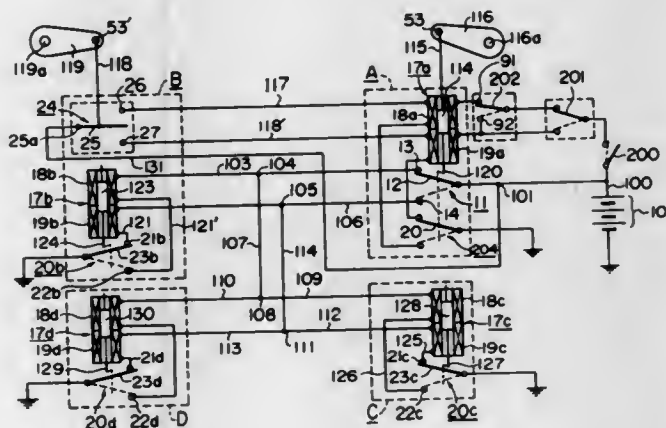 53' 53 116
119a 119 118 115 116a
26 B 117 A 17a 114 91 202 201
24 18a
25a 25 27 118' 92 200
131 103 104 13 19a
18b 123 12 120 100
17b 105 11 101 10
19b 121 106 20 14
124 21b 121' 107 114 204
20b 23b
22b 110 109
18d 130 108 128 18c
17d 112 17c
19d 113 111 125 19c
129 21d 126 21c 127
23d 23c
20d 22d D C 22c 20c